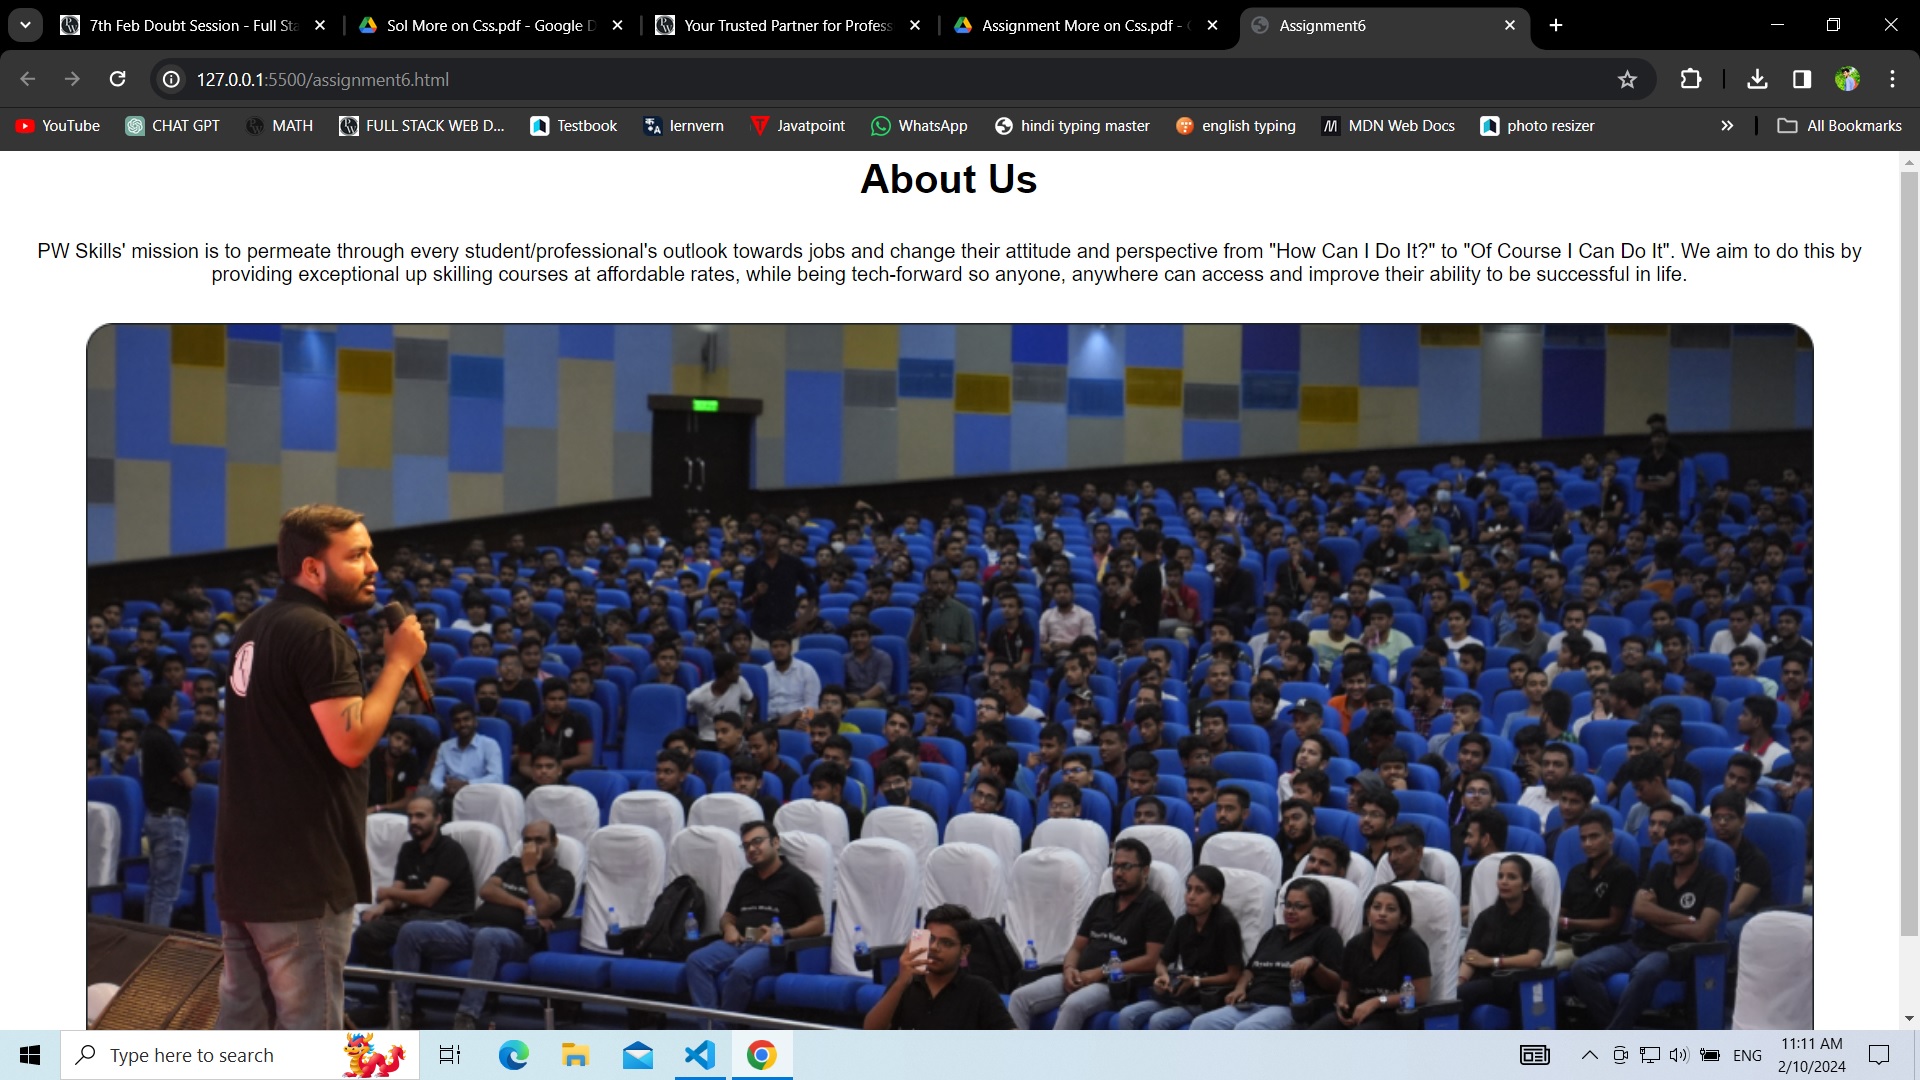 7th Feb Doubt Session - Full Sta
Sol More on Css.pdf - Google D
Your Trusted Partner for Profess
Assignment More on Css.pdf -
Assignment6
127.0.0.1:5500/assignment6.html
YouTube
CHAT GPT
MATH
FULL STACK WEB D...
Testbook
lernvern
Javatpoint
WhatsApp
hindi typing master
english typing
MDN Web Docs
photo resizer
All Bookmarks
About Us
PW Skills' mission is to permeate through every student/professional's outlook towards jobs and change their attitude and perspective from "How Can I Do It?" to "Of Course I Can Do It". We aim to do this by
providing exceptional up skilling courses at affordable rates, while being tech-forward so anyone, anywhere can access and improve their ability to be successful in life.
Type here to search
ENG
11:11 AM
2/10/2024